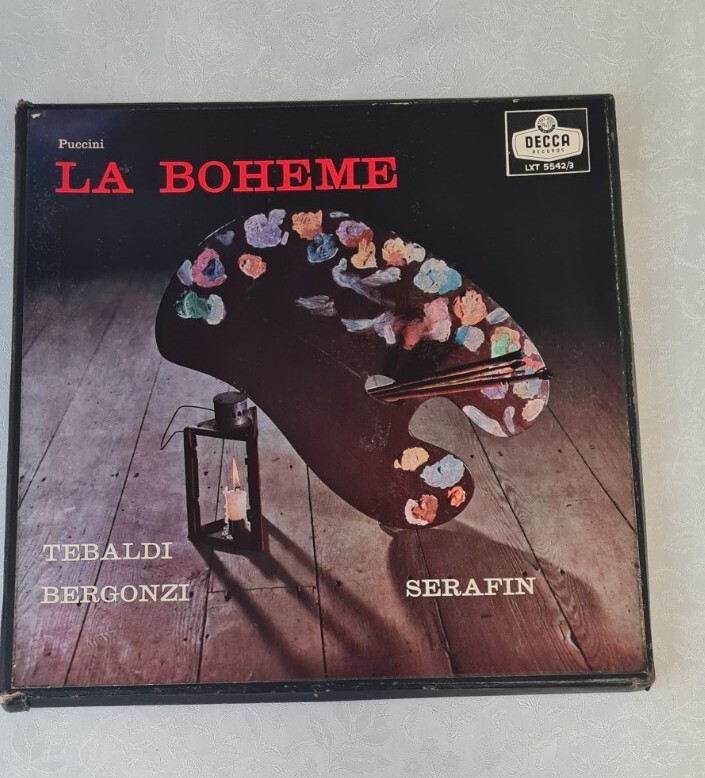 Puccini
LA BOHEME
DECCA
RECORDS
LXT 5542/3
TEBALDI
BERGONZI
SERAFIN